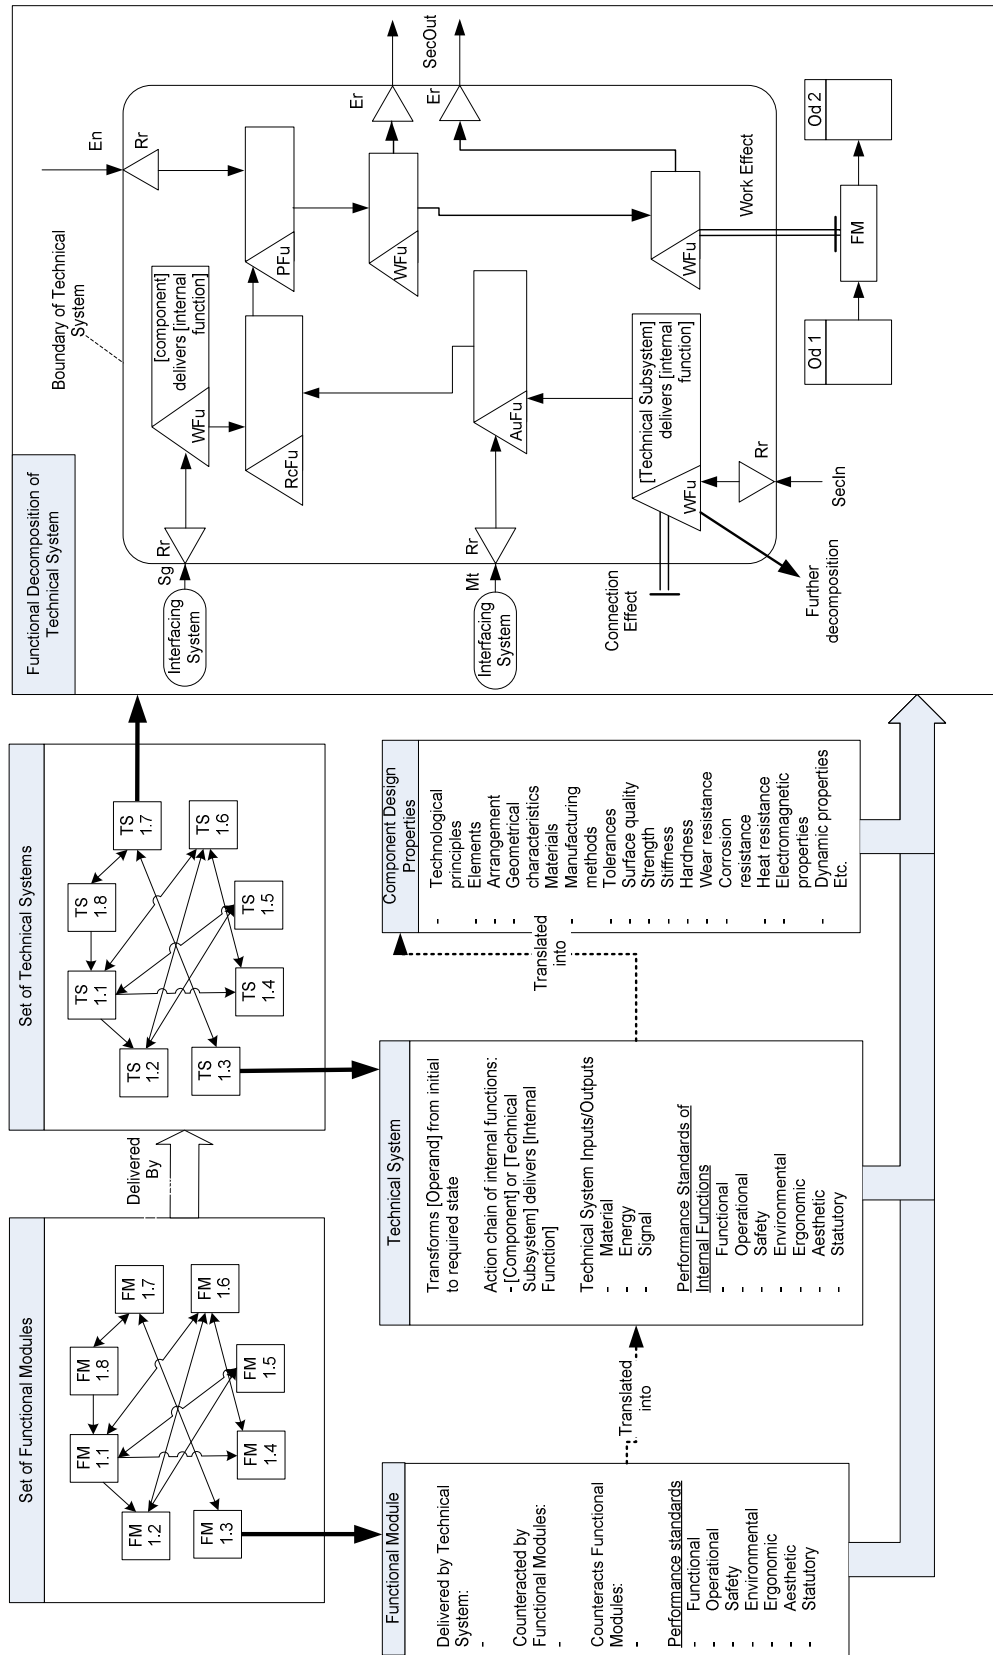 Set of Functional Modules
FM
1.1
FM
1.2
FM
1.3
FM
1.4
FM
1.5
FM
1.6
FM
1.7
FM
1.8
Delivered
By
Set of Technical Systems
TS
1.1
TS
1.2
TS
1.3
TS
1.4
TS
1.5
TS
1.6
TS
1.7
TS
1.8
Functional Module
Delivered by Technical
System:
-
Counteracted by
Functional Modules:
-
Counteracts Functional
Modules:
-
Performance standards
- Functional
- Operational
- Safety
- Environmental
- Ergonomic
- Aesthetic
- Statutory
Translated
into
Technical System
Transforms [Operand] from initial
to required state
Action chain of internal functions:
- [Component] or [Technical
Subsystem] delivers [Internal
Function]
Technical System Inputs/Outputs
- Material
- Energy
- Signal
Performance Standards of
Internal Functions
- Functional
- Operational
- Safety
- Environmental
- Ergonomic
- Aesthetic
- Statutory
Translated
into
Component Design
Properties
- Technological
principles
- Elements
- Arrangement
- Geometrical
characteristics
- Materials
- Manufacturing
methods
- Tolerances
- Surface quality
- Strength
- Stiffness
- Hardness
- Wear resistance
- Corrosion
resistance
- Heat resistance
- Electromagnetic
properties
- Dynamic properties
- Etc.
Functional Decomposition of
Technical System
Boundary of Technical
System
En
Rr
Interfacing
System
Sg
Rr
WFu
[component]
delivers [internal
function]
RcFu
PFu
WFu
Er
Er
SecOut
Interfacing
System
Mt
Rr
AuFu
WFu
Work Effect
Connection
Effect
WFu
[Technical Subsystem]
delivers [internal
function]
Rr
SecIn
Further
decomposition
Od 1
FM
Od 2